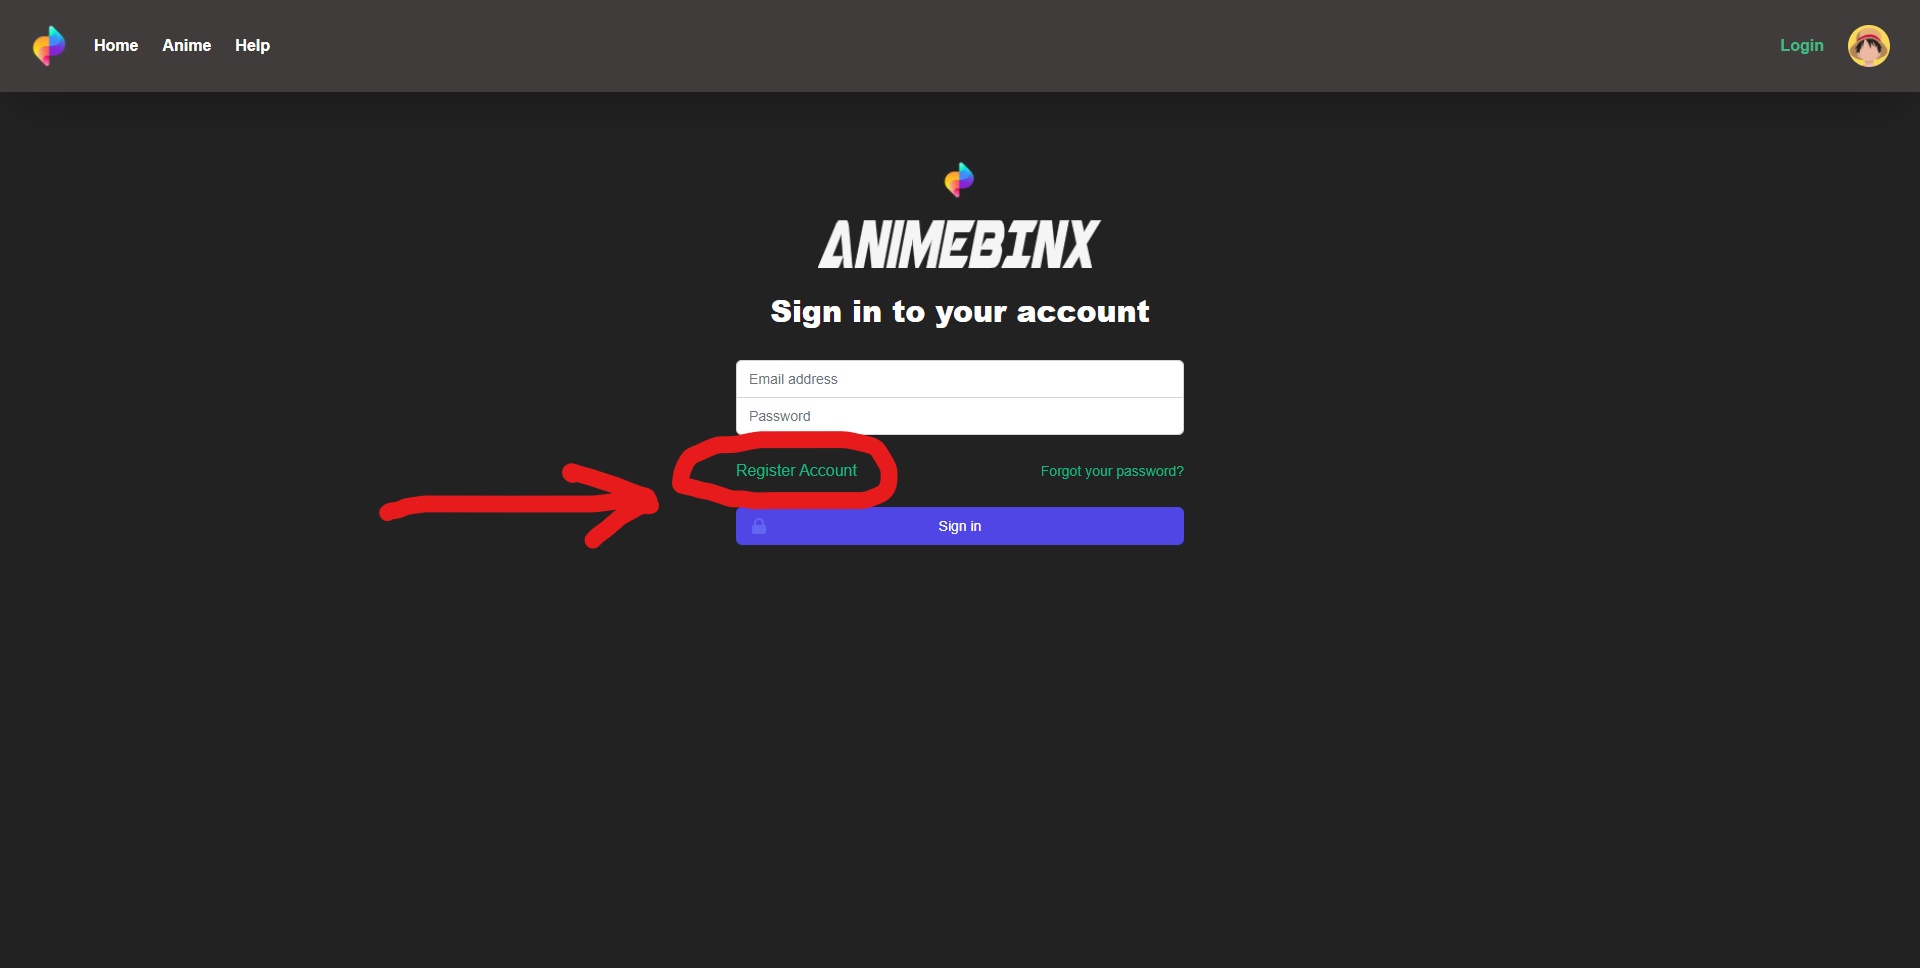 Home Anime Help Login
ANIMEBINX
Sign in to your account
Email address
Password
Register Account Forgot your password?
Sign in